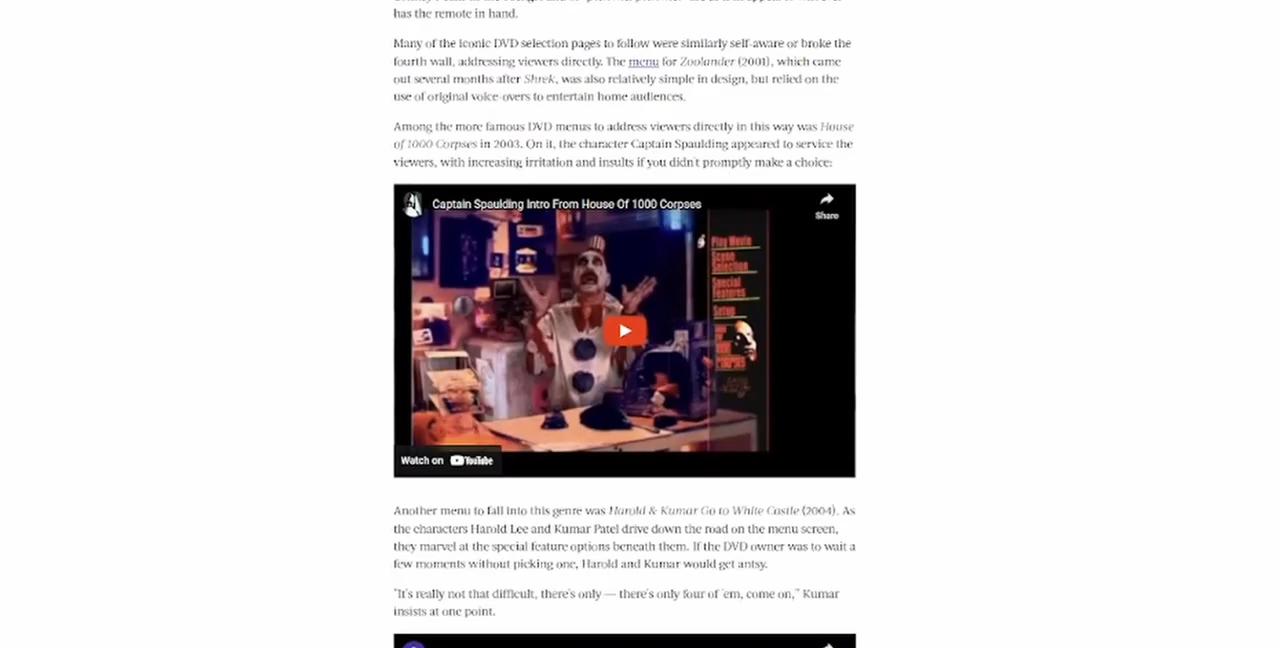 has the remote in hand.
Many of the iconic DVD selection pages to follow were similarly self-aware or broke the
fourth wall, addressing viewers directly. The menu for Zoolander (2001), which came
out several months after Shrek, was also relatively simple in design, but relied on the
use of original voice-overs to entertain home audiences.
Among the more famous DVD menus to address viewers directly in this way was House
of 1000 Corpses in 2003. On it, the character Captain Spaulding appeared to service the
viewers, with increasing irritation and insults if you didn't promptly make a choice:
Captain Spaulding Intro From House Of 1000 Corpses
Share
Play Movie
Scene
Selection
Special
Features
Setup
Watch on YouTube
Another menu to fall into this genre was Harold & Kumar Go to White Castle (2004). As
the characters Harold Lee and Kumar Patel drive down the road on the menu screen,
they marvel at the special feature options beneath them. If the DVD owner was to wait a
few moments without picking one, Harold and Kumar would get antsy.
"It's really not that difficult, there's only — there's only four of 'em, come on," Kumar
insists at one point.